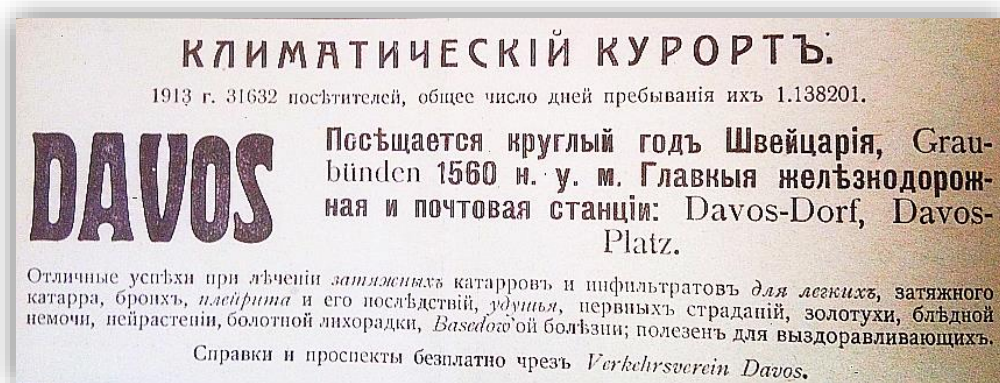 КЛИМАТИЧЕСКІЙ КУРОРТЪ.
1913 г. 31632 посѣтителей, общее число дней пребыванія ихъ 1.138201.
DAVOS
Посѣщается круглый годъ Швейцарія, Grau-
bünden 1560 н. у. м. Главныя желѣзнодорож-
ная и почтовая станціи: Davos-Dorf, Davos-
Platz.
Отличные успѣхи при лѣченіи затяжныхъ катарровъ и инфильтратовъ для легкихъ, затяжного
катарра, бронхъ, плейрита и его послѣдствій, удушья, нервныхъ страданій, золотухи, блѣдной
немочи, нейрастеніи, болотной лихорадки, Basedow'ой болѣзни; полезенъ для выздоравливающихъ.
Справки и проспекты безплатно чрезъ Verkehrsverein Davos.